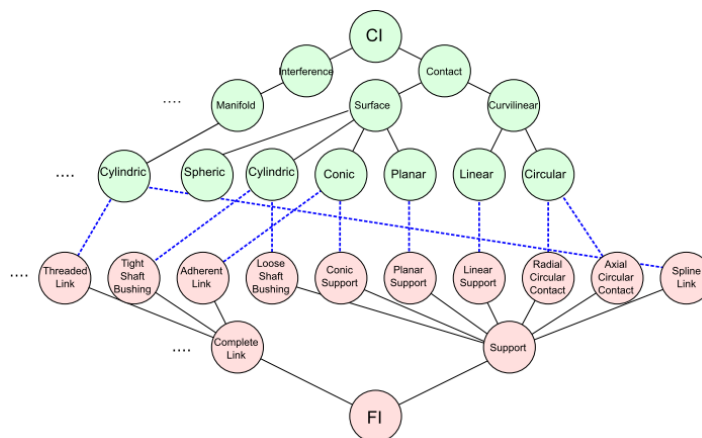 CI
Interference
Contact
....
Manifold
Surface
Curvilinear
....
Cylindric
Spheric
Cylindric
Conic
Planar
Linear
Circular
....
Threaded
Link
Tight
Shaft
Bushing
Adherent
Link
Loose
Shaft
Bushing
Conic
Support
Planar
Support
Linear
Support
Radial
Circular
Contact
Axial
Circular
Contact
Spline
Link
....
Complete
Link
Support
FI